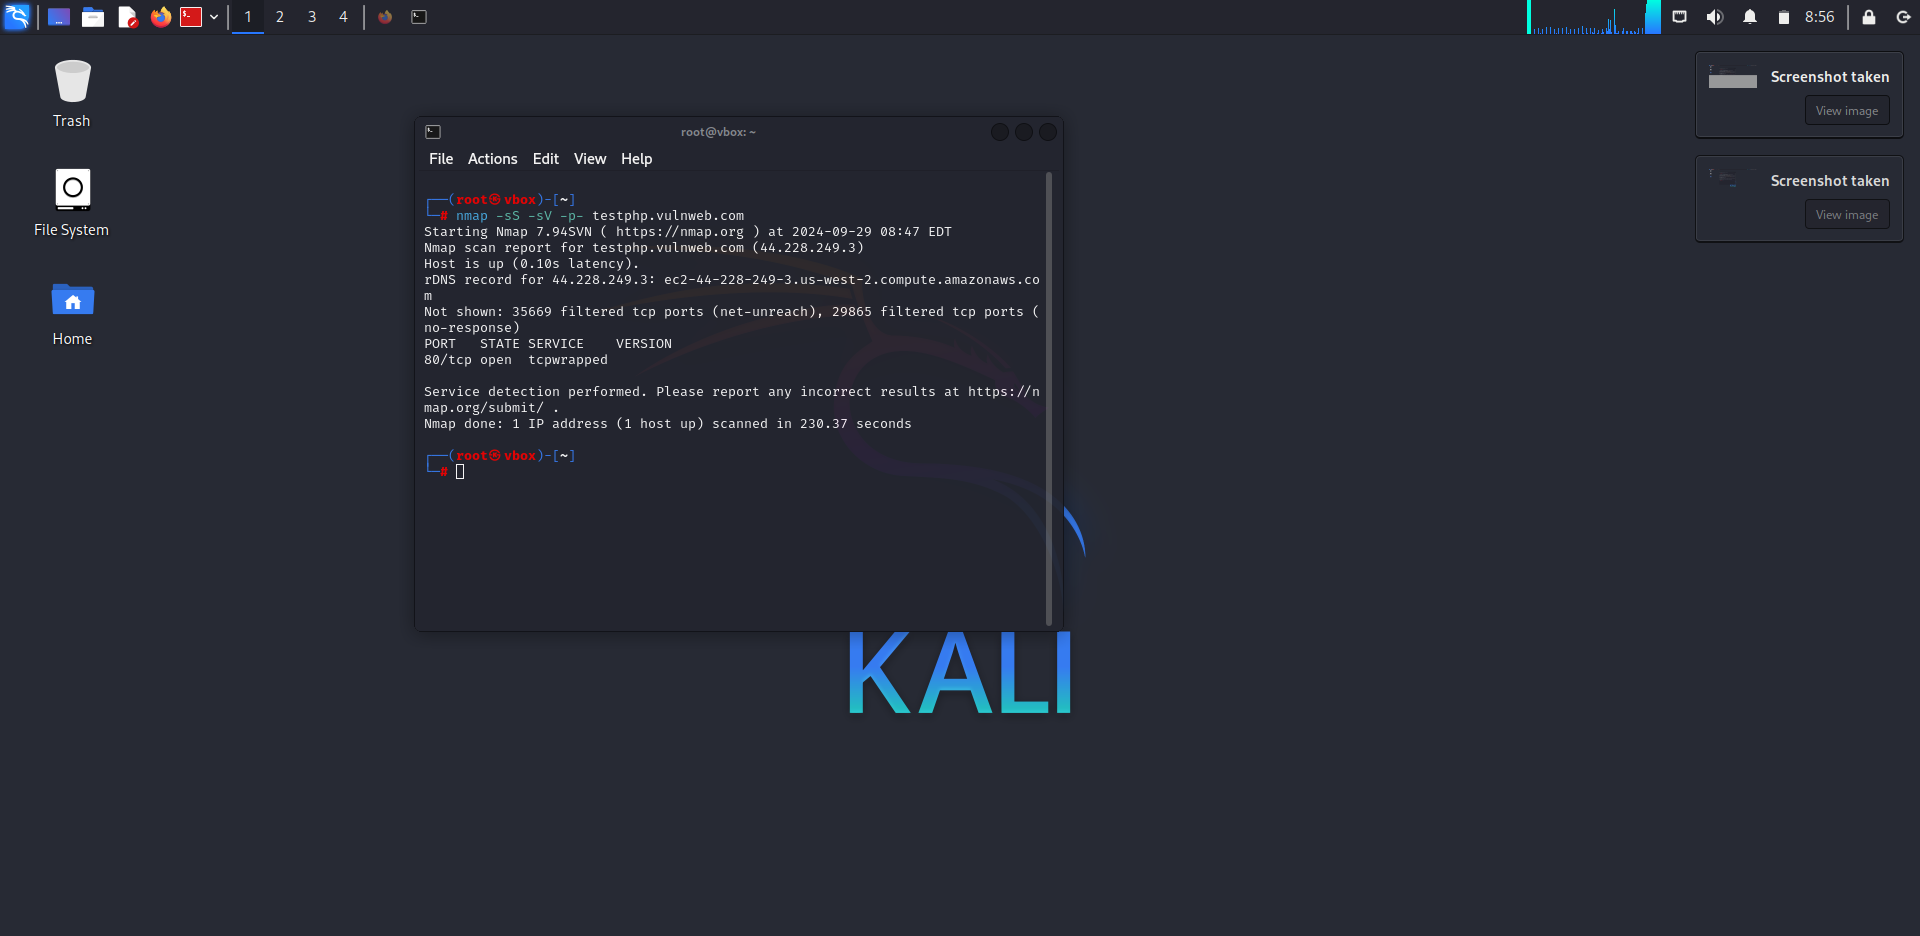 1 2 3 4
8:56
Trash
File System
Home
Screenshot taken
View image
Screenshot taken
View image
root@vbox: ~
File Actions Edit View Help
┌──(root㉿vbox)-[~]
└─# nmap -sS -sV -p- testphp.vulnweb.com
Starting Nmap 7.94SVN ( https://nmap.org ) at 2024-09-29 08:47 EDT
Nmap scan report for testphp.vulnweb.com (44.228.249.3)
Host is up (0.10s latency).
rDNS record for 44.228.249.3: ec2-44-228-249-3.us-west-2.compute.amazonaws.co
m
Not shown: 35669 filtered tcp ports (net-unreach), 29865 filtered tcp ports (
no-response)
PORT   STATE SERVICE    VERSION
80/tcp open  tcpwrapped
Service detection performed. Please report any incorrect results at https://n
map.org/submit/ .
Nmap done: 1 IP address (1 host up) scanned in 230.37 seconds
┌──(root㉿vbox)-[~]
└─#
KALI